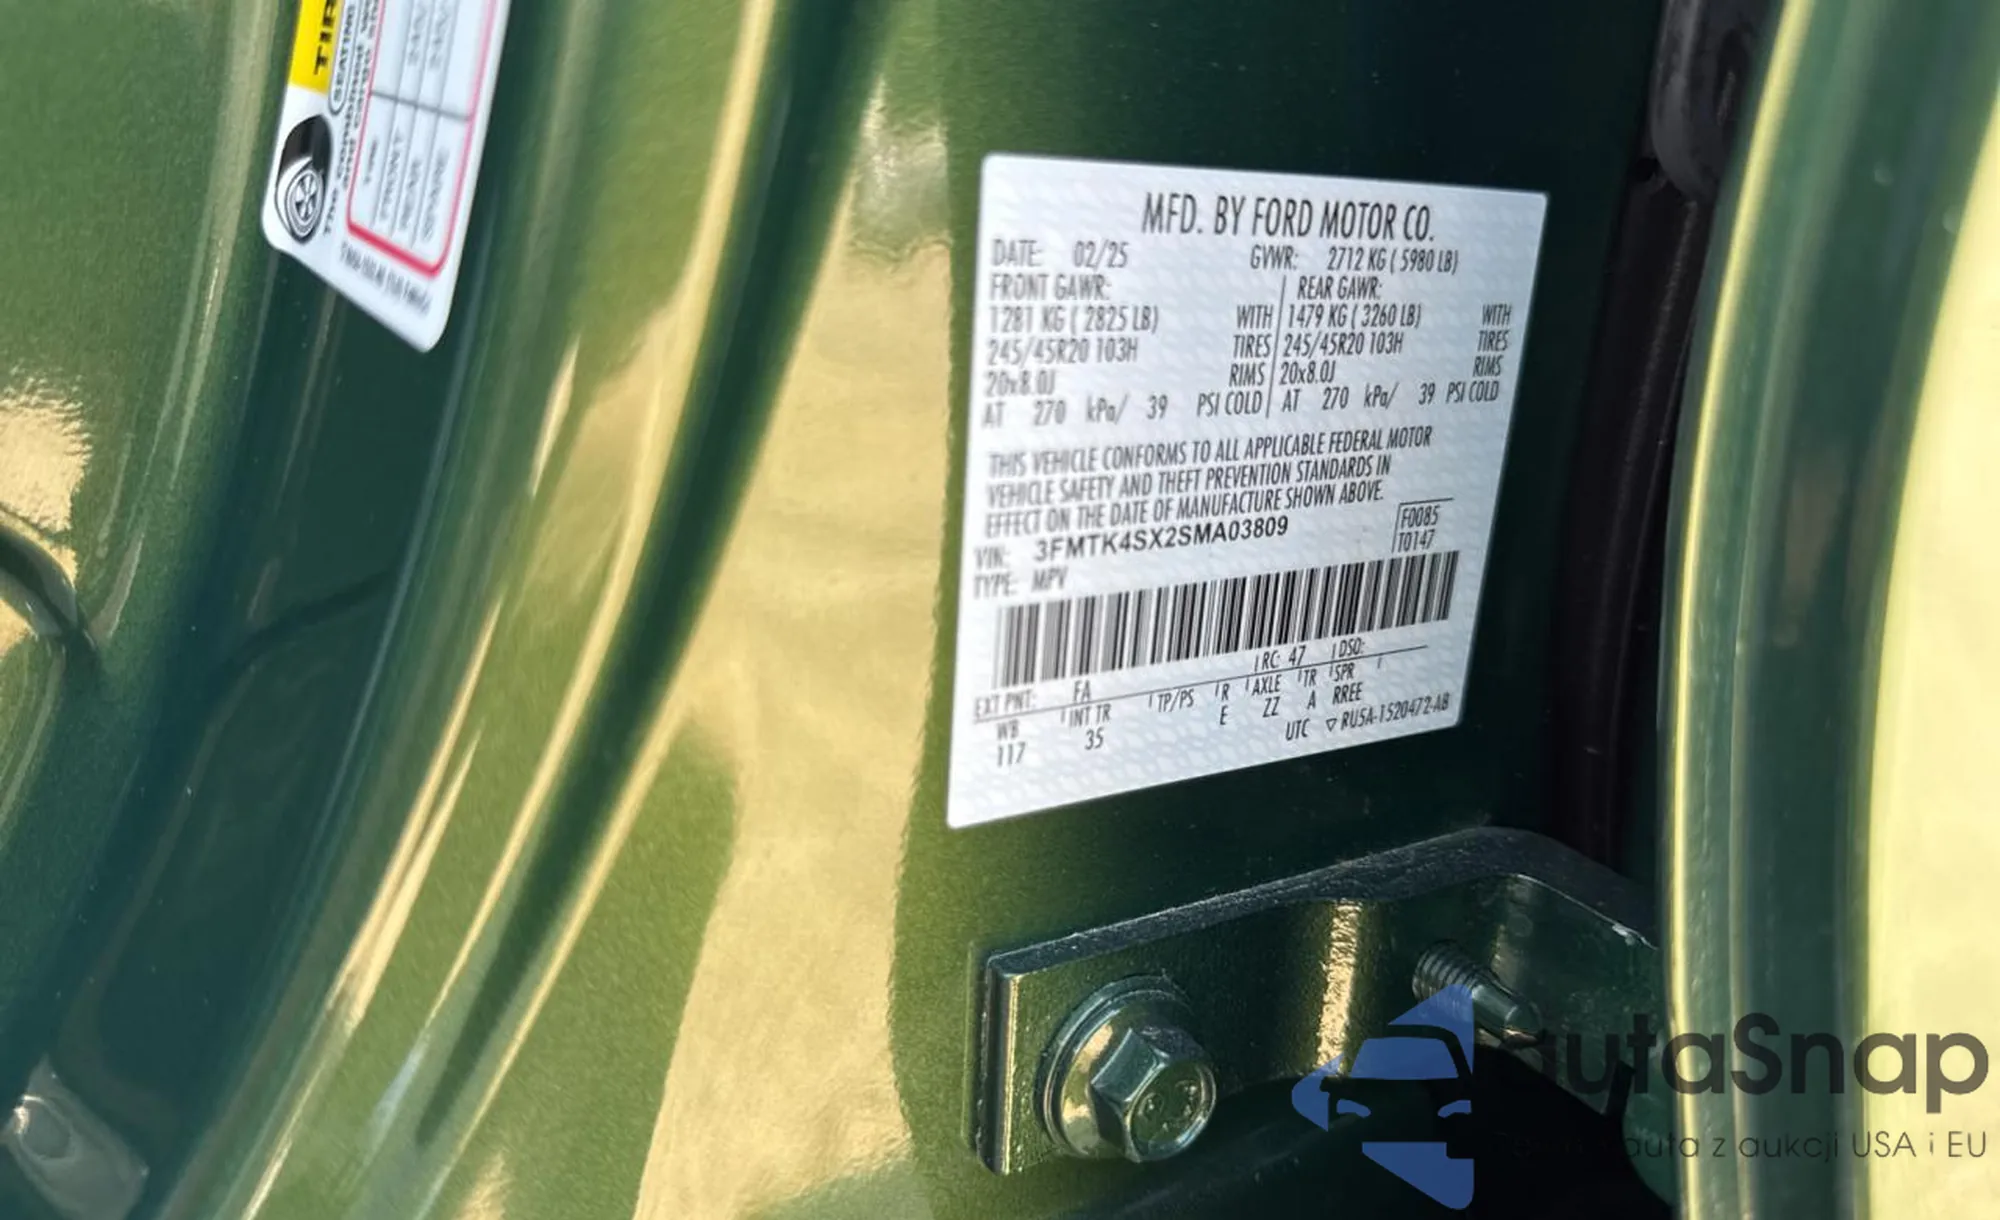 TIR
SEATING
FRONT
REAR
SPARE
MFD. BY FORD MOTOR CO.
DATE: 02/25 GVWR: 2712 KG ( 5980 LB)
FRONT GAWR: REAR GAWR:
1281 KG ( 2825 LB) WITH 1479 KG ( 3260 LB) WITH
245/45R20 103H TIRES 245/45R20 103H TIRES
20x8.0J RIMS 20x8.0J RIMS
AT 270 kPa/ 39 PSI COLD AT 270 kPa/ 39 PSI COLD
THIS VEHICLE CONFORMS TO ALL APPLICABLE FEDERAL MOTOR
VEHICLE SAFETY AND THEFT PREVENTION STANDARDS IN
EFFECT ON THE DATE OF MANUFACTURE SHOWN ABOVE.
VIN: 3FMTK4SX2SMA03809 F0085
TYPE: MPV T0147
EXT PNT: FA RC: 47 DSO:
WB INT TR TP/PS R AXLE TR SPR
117 35 E ZZ A RREE
UTC ▽ RU5A-1520472-AB
autaSnap
auta z aukcji USA i EU